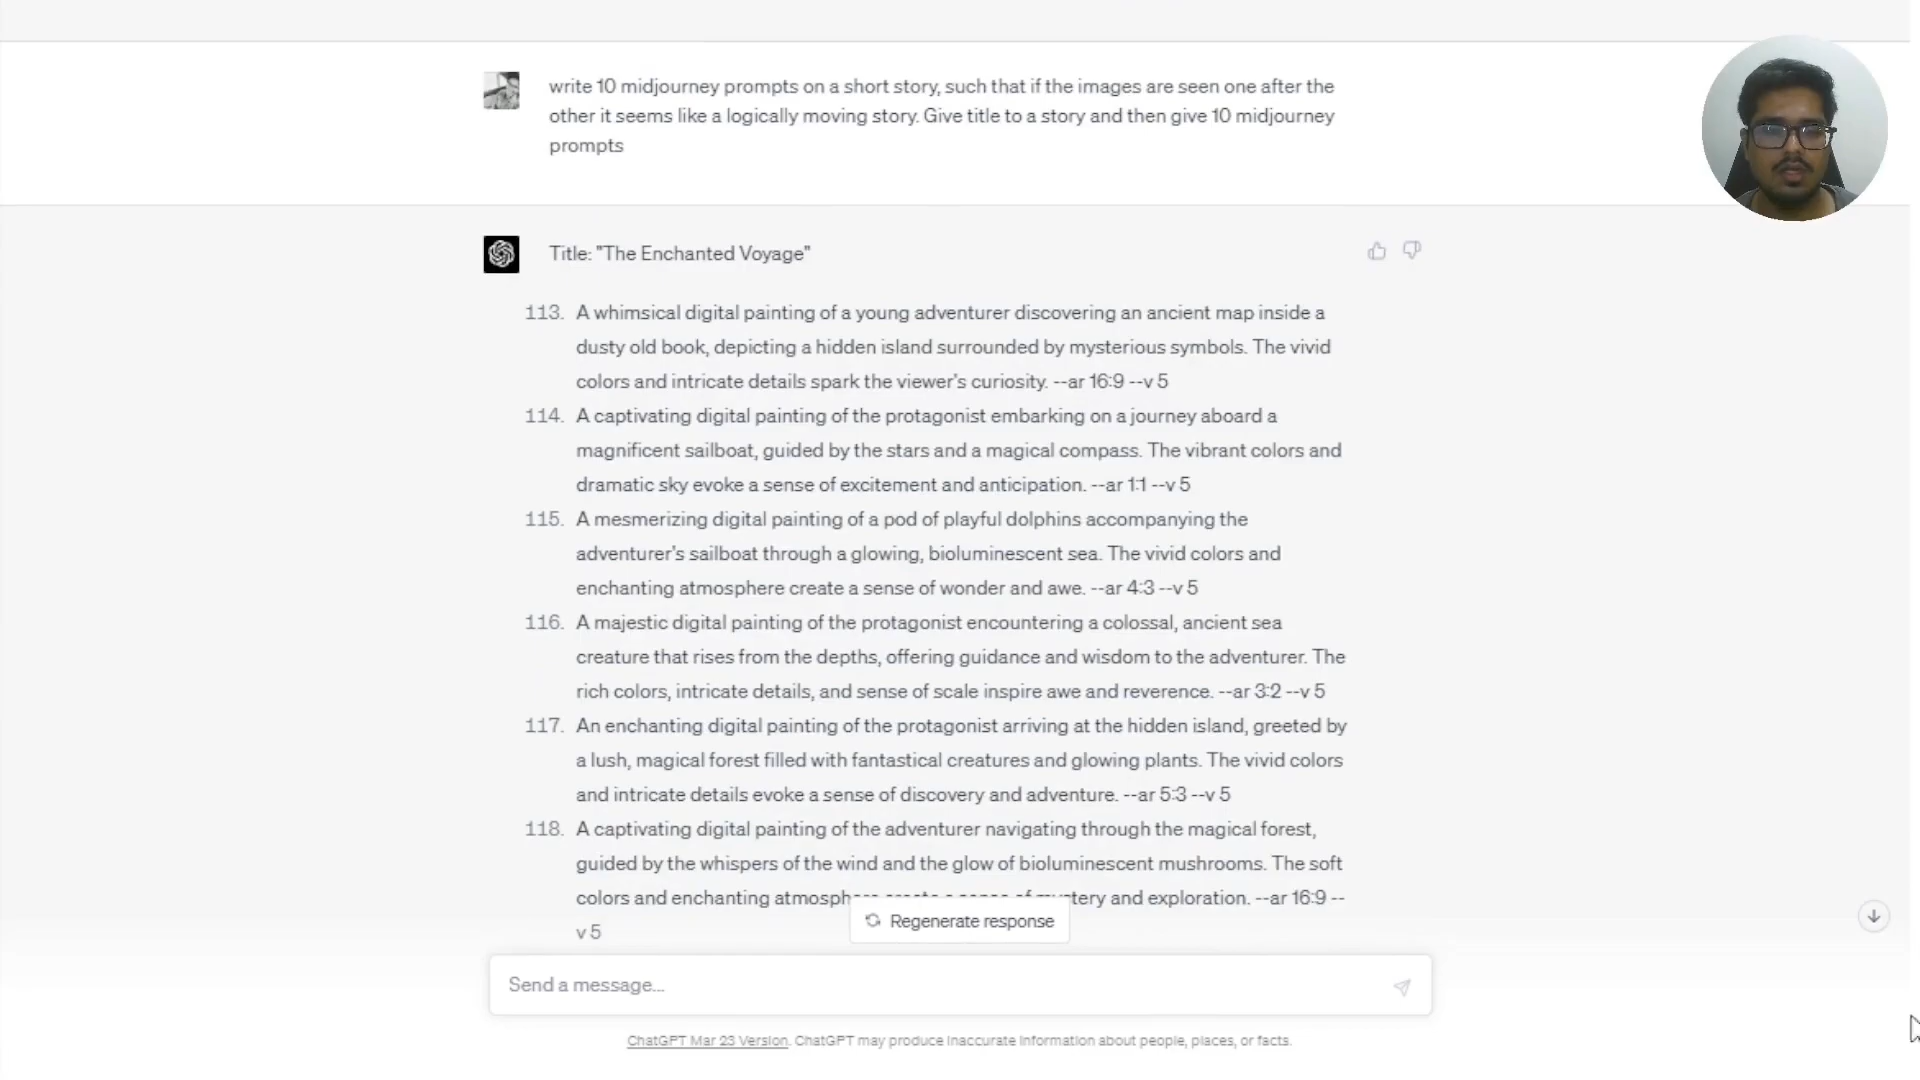 write 10 midjourney prompts on a short story, such that if the images are seen one after the
other it seems like a logically moving story. Give title to a story and then give 10 midjourney
prompts
Title: "The Enchanted Voyage"
113. A whimsical digital painting of a young adventurer discovering an ancient map inside a
dusty old book, depicting a hidden island surrounded by mysterious symbols. The vivid
colors and intricate details spark the viewer's curiosity. --ar 16:9 --v 5
114. A captivating digital painting of the protagonist embarking on a journey aboard a
magnificent sailboat, guided by the stars and a magical compass. The vibrant colors and
dramatic sky evoke a sense of excitement and anticipation. --ar 1:1 --v 5
115. A mesmerizing digital painting of a pod of playful dolphins accompanying the
adventurer's sailboat through a glowing, bioluminescent sea. The vivid colors and
enchanting atmosphere create a sense of wonder and awe. --ar 4:3 --v 5
116. A majestic digital painting of the protagonist encountering a colossal, ancient sea
creature that rises from the depths, offering guidance and wisdom to the adventurer. The
rich colors, intricate details, and sense of scale inspire awe and reverence. --ar 3:2 --v 5
117. An enchanting digital painting of the protagonist arriving at the hidden island, greeted by
a lush, magical forest filled with fantastical creatures and glowing plants. The vivid colors
and intricate details evoke a sense of discovery and adventure. --ar 5:3 --v 5
118. A captivating digital painting of the adventurer navigating through the magical forest,
guided by the whispers of the wind and the glow of bioluminescent mushrooms. The soft
colors and enchanting and exploration. --ar 16:9 --
v 5
Regenerate response
Send a message...
ChatGPT Mar 23 Version. ChatGPT may produce inaccurate information about people, places, or facts.